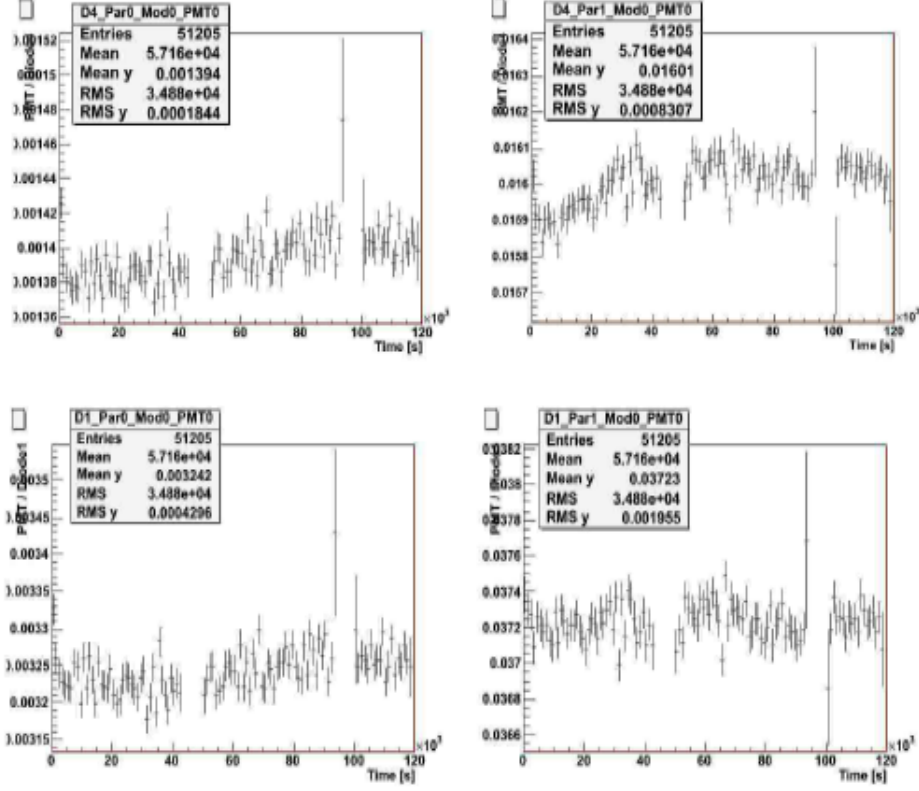 D4_Par0_Mod0_PMT0
Entries 51205
Mean 5.716e+04
Mean y 0.001394
RMS 3.488e+04
RMS y 0.0001844
0.00152
0.0015
0.00148
0.00146
0.00144
0.00142
0.0014
0.00138
0.00136
0 20 40 60 80 100 120
×10³
Time [s]
D4_Par1_Mod0_PMT0
Entries 51205
Mean 5.716e+04
Mean y 0.01601
RMS 3.488e+04
RMS y 0.0008307
0.0164
0.0163
0.0162
0.0161
0.016
0.0159
0.0158
0.0157
0 20 40 60 80 100 120
×10³
Time [s]
D1_Par0_Mod0_PMT0
Entries 51205
Mean 5.716e+04
Mean y 0.003242
RMS 3.488e+04
RMS y 0.0004296
PMT / Diode1
0.0035
0.00345
0.0034
0.00335
0.0033
0.00325
0.0032
0.00315
0 20 40 60 80 100 120
×10³
Time [s]
D1_Par1_Mod0_PMT0
Entries 51205
Mean 5.716e+04
Mean y 0.03723
RMS 3.488e+04
RMS y 0.001955
0.0382
0.038
0.0378
0.0376
0.0374
0.0372
0.037
0.0368
0.0366
0 20 40 60 80 100 120
×10³
Time [s]